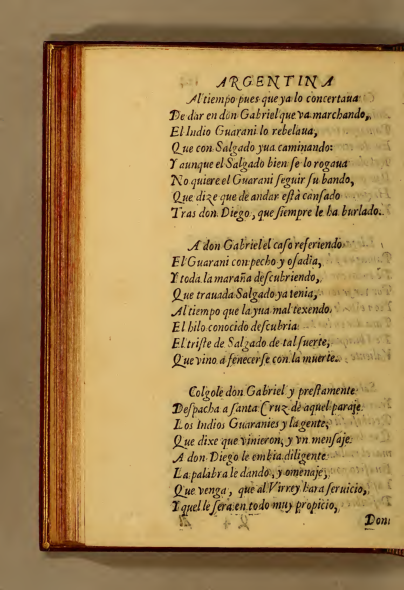 ARGENTINA
Al tiempo pues que ya lo concertaua
De dar en don Gabriel que va marchando,
El Indio Guarani lo rebelaua,
Que con Salgado yua caminando:
Y aunque el Salgado bien se lo rogaua
No quiere el Guarani seguir su bando,
Que dize que de andar està cansado
Tras don Diego, que siempre le ha burlado.
A don Gabriel el caso referiendo
El Guarani con pecho y osadia,
Y toda la maraña descubriendo,
Que trauada Salgado ya tenia,
Al tiempo que la yua mal texendo
El hilo conocido descubria
El triste de Salgado de tal suerte,
Que vino a fenecerse con la muerte.
Colgole don Gabriel y prestamente
Despacha a santa Cruz de aquel paraje
Los Indios Guaranies y la gente,
Que dixe que vinieron, y vn mensaje
A don Diego le embia diligente
La palabra le dando, y omenaje,
Que venga, que al Virrey hara seruicio,
Y quel le sera en todo muy propicio,
Don: